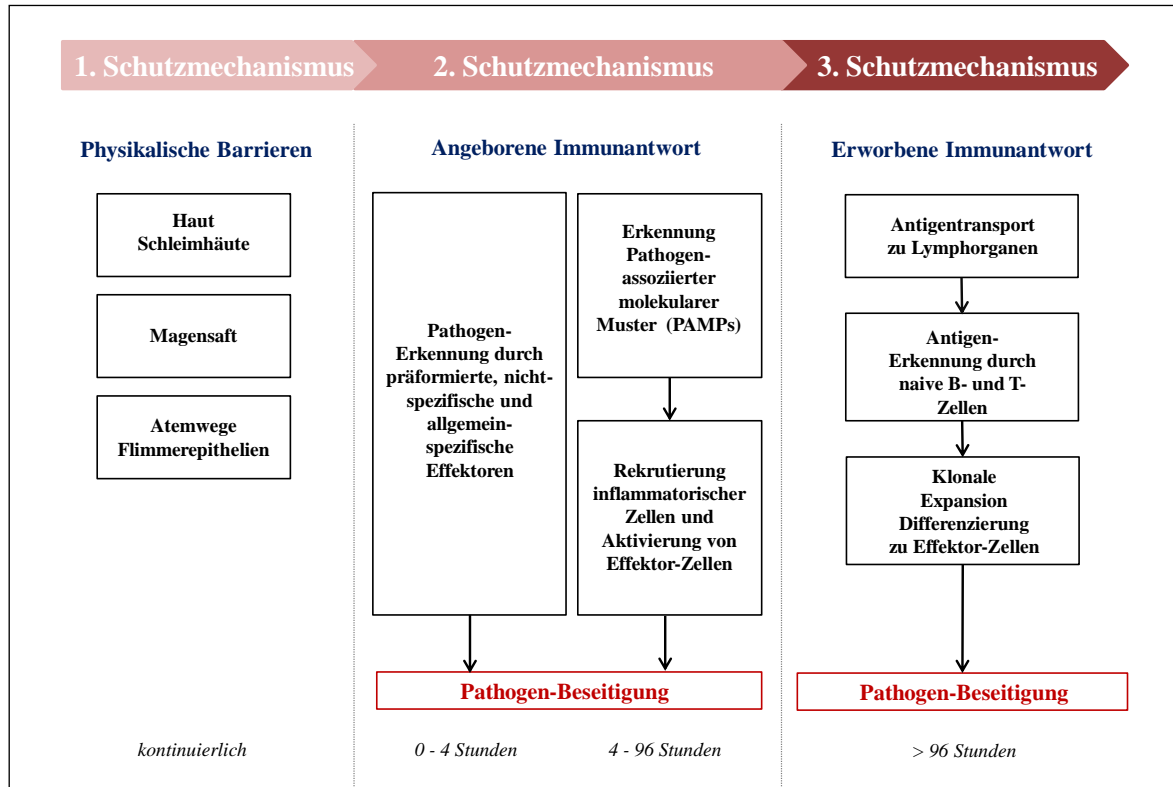 1. Schutzmechanismus
2. Schutzmechanismus
3. Schutzmechanismus
Physikalische Barrieren
Haut
Schleimhäute
Magensaft
Atemwege
Flimmerepithelien
kontinuierlich
Angeborene Immunantwort
Pathogen-
Erkennung durch
präformierte, nicht-
spezifische und
allgemein-
spezifische
Effektoren
Erkennung
Pathogen-
assoziierter
molekularer
Muster (PAMPs)
Rekrutierung
inflammatorischer
Zellen und
Aktivierung von
Effektor-Zellen
Pathogen-Beseitigung
0 - 4 Stunden
4 - 96 Stunden
Erworbene Immunantwort
Antigentransport
zu Lymphorganen
Antigen-
Erkennung durch
naive B- und T-
Zellen
Klonale
Expansion
Differenzierung
zu Effektor-Zellen
Pathogen-Beseitigung
> 96 Stunden